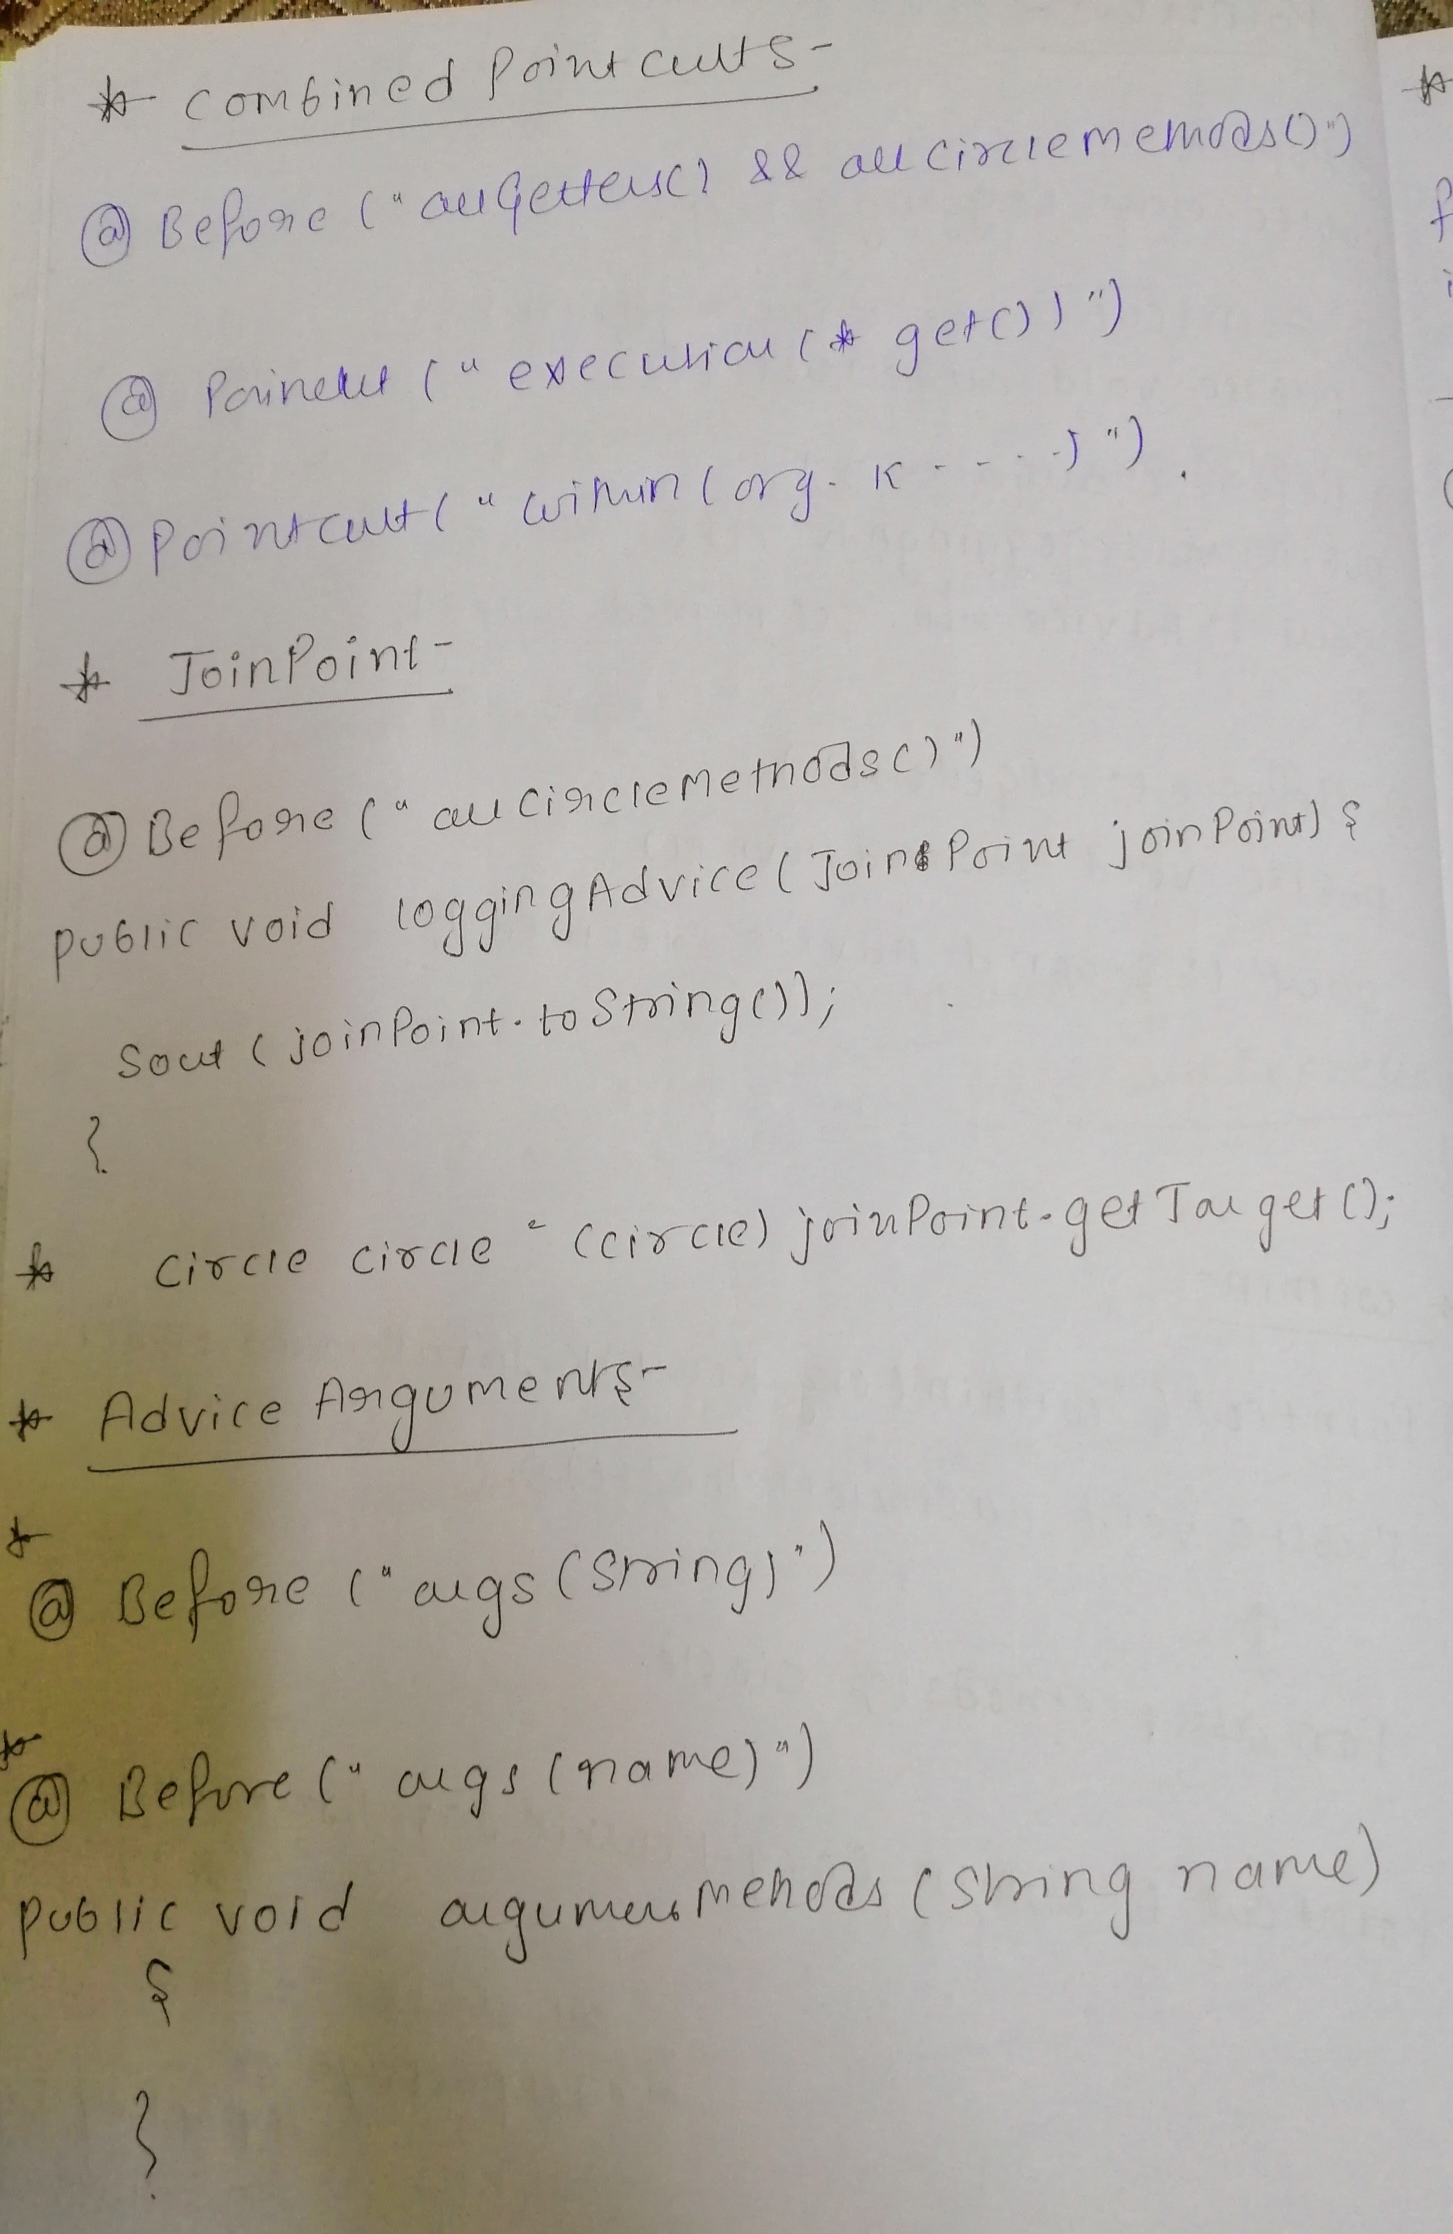 * Combined Pointcuts-
@Before ("allGetters() && allCircleMethods()")
@Pointcut ("execution (* get())")
@Pointcut ("within (org. K - - - -)").
* JoinPoint-
@Before ("allCircleMethods()")
public void loggingAdvice (JoinPoint joinPoint) {
Sout (joinPoint.toString());
}
* Circle circle = (Circle) joinPoint.getTarget();
* Advice Arguments-
*
@Before ("args (String)")
*
@Before ("args (name)")
public void argumentMethods (String name)
{
}